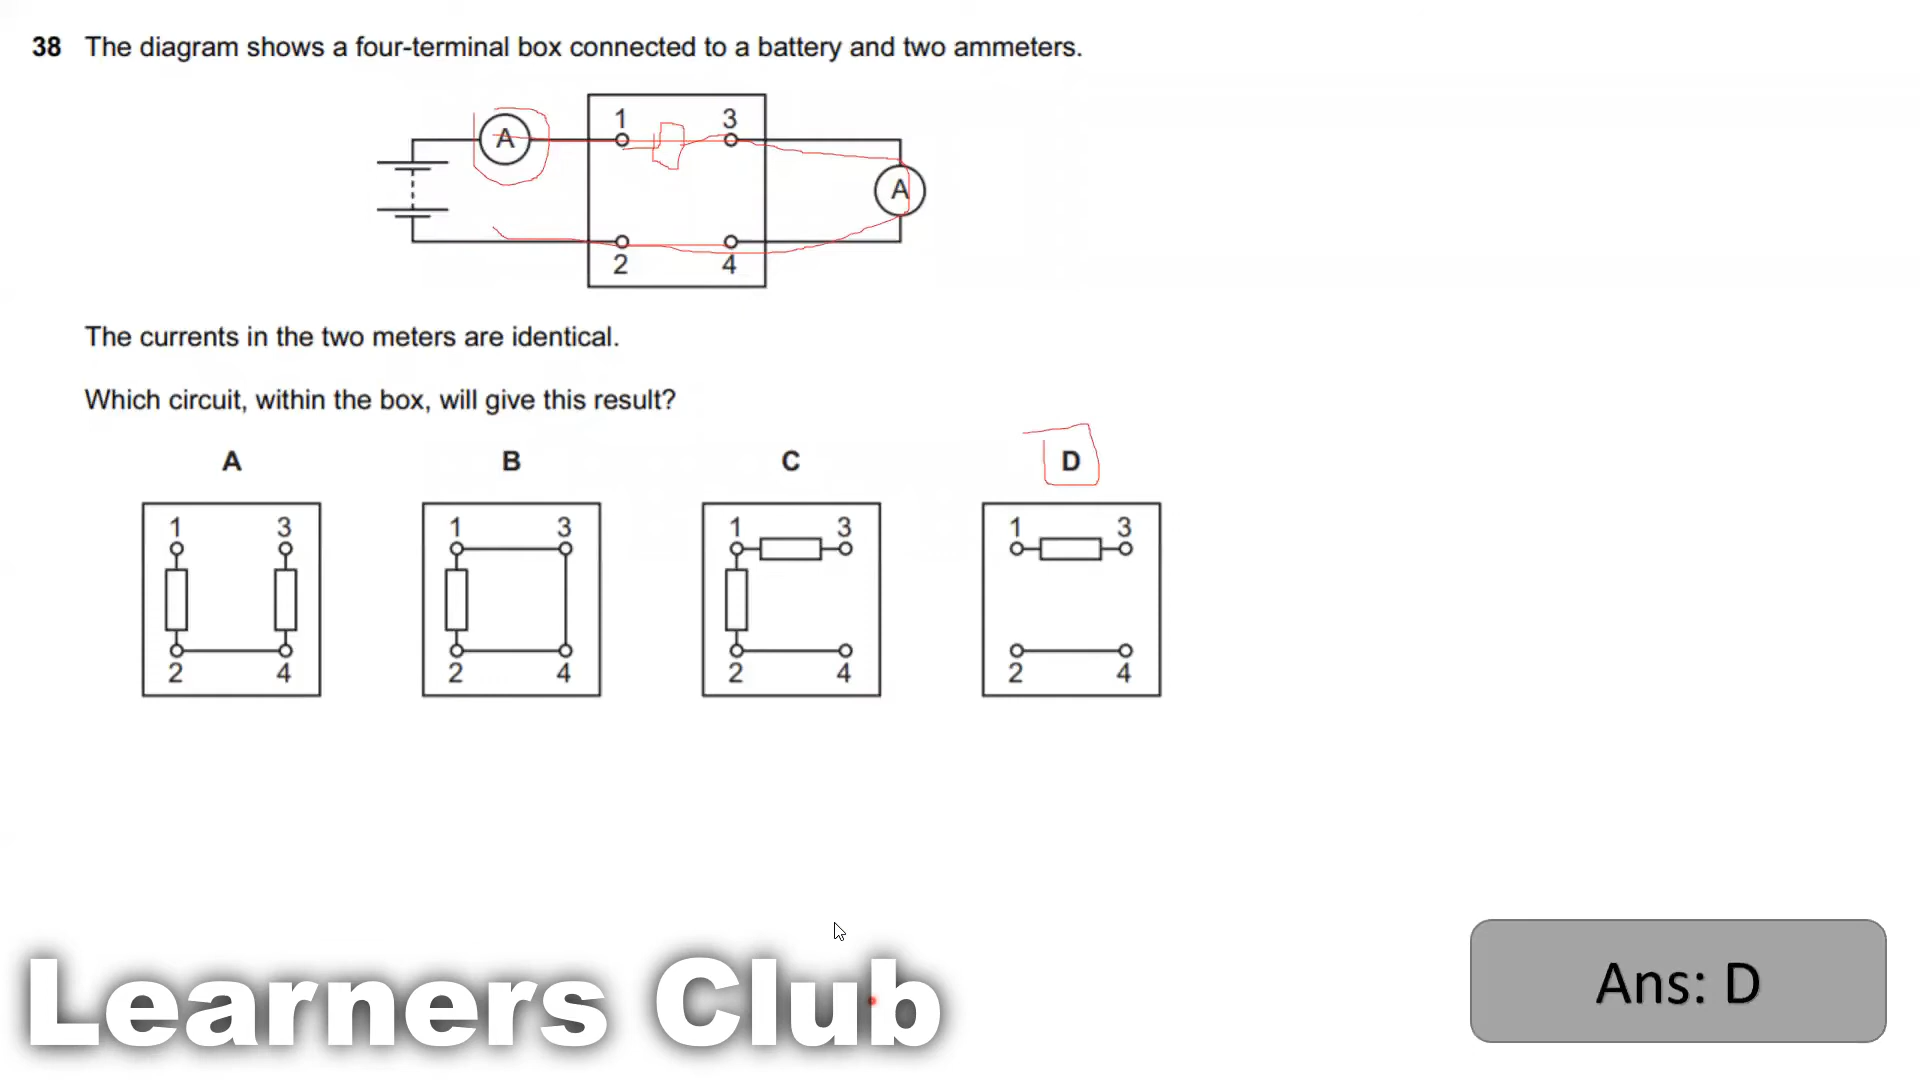 38 The diagram shows a four-terminal box connected to a battery and two ammeters.
A 1 3
A
2 4
The currents in the two meters are identical.
Which circuit, within the box, will give this result?
A B C D
1 3 1 3 1 3 1 3
2 4 2 4 2 4 2 4
Learners Club
Ans: D